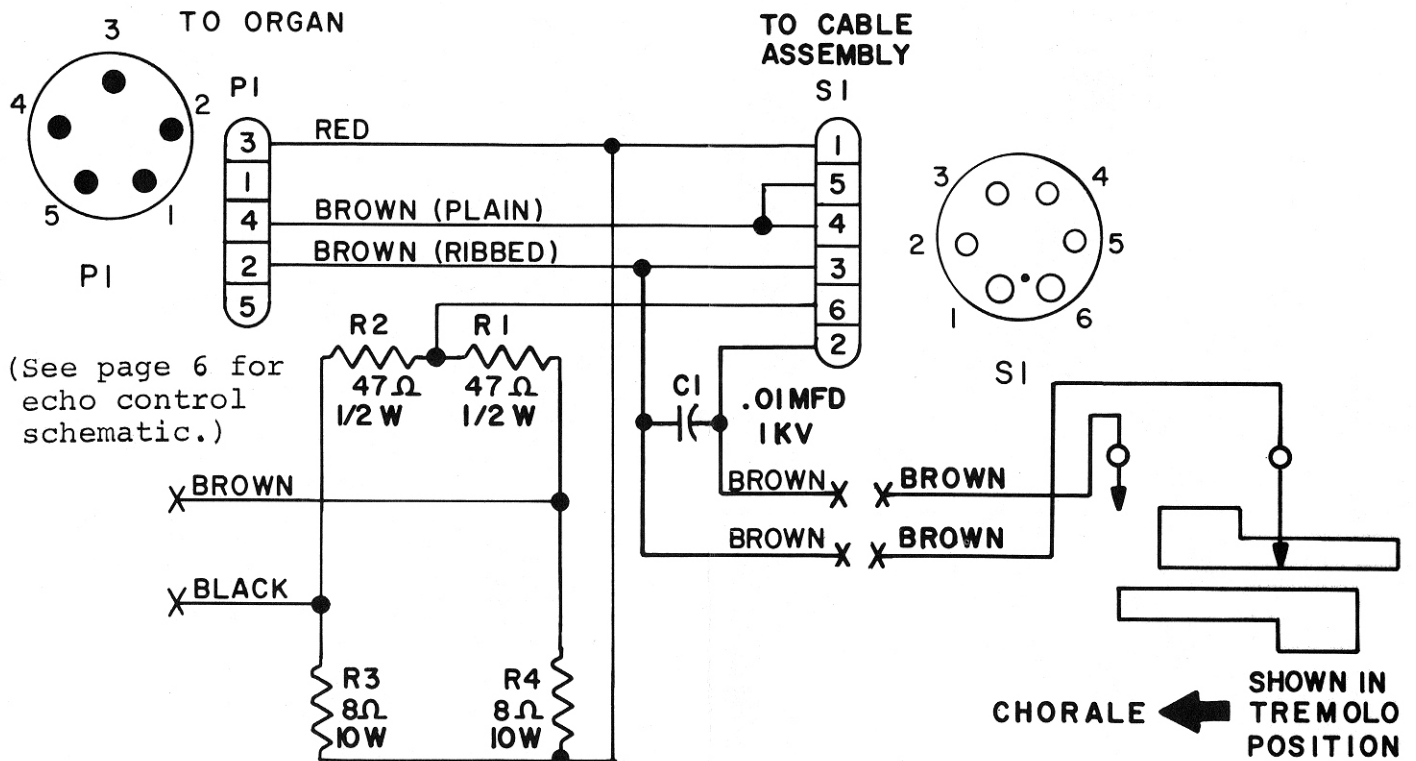 TO ORGAN
3
4
2
5
1
P1
P1
3
1
4
2
5
RED
BROWN (PLAIN)
BROWN (RIBBED)
TO CABLE
ASSEMBLY
S1
1
5
4
3
6
2
3
4
2
5
1
6
S1
(See page 6 for
echo control
schematic.)
R2
47Ω
1/2 W
R1
47Ω
1/2 W
C1
.01MFD
1KV
BROWN
BLACK
BROWN
BROWN
BROWN
BROWN
R3
8Ω
10W
R4
8Ω
10W
CHORALE
SHOWN IN
TREMOLO
POSITION